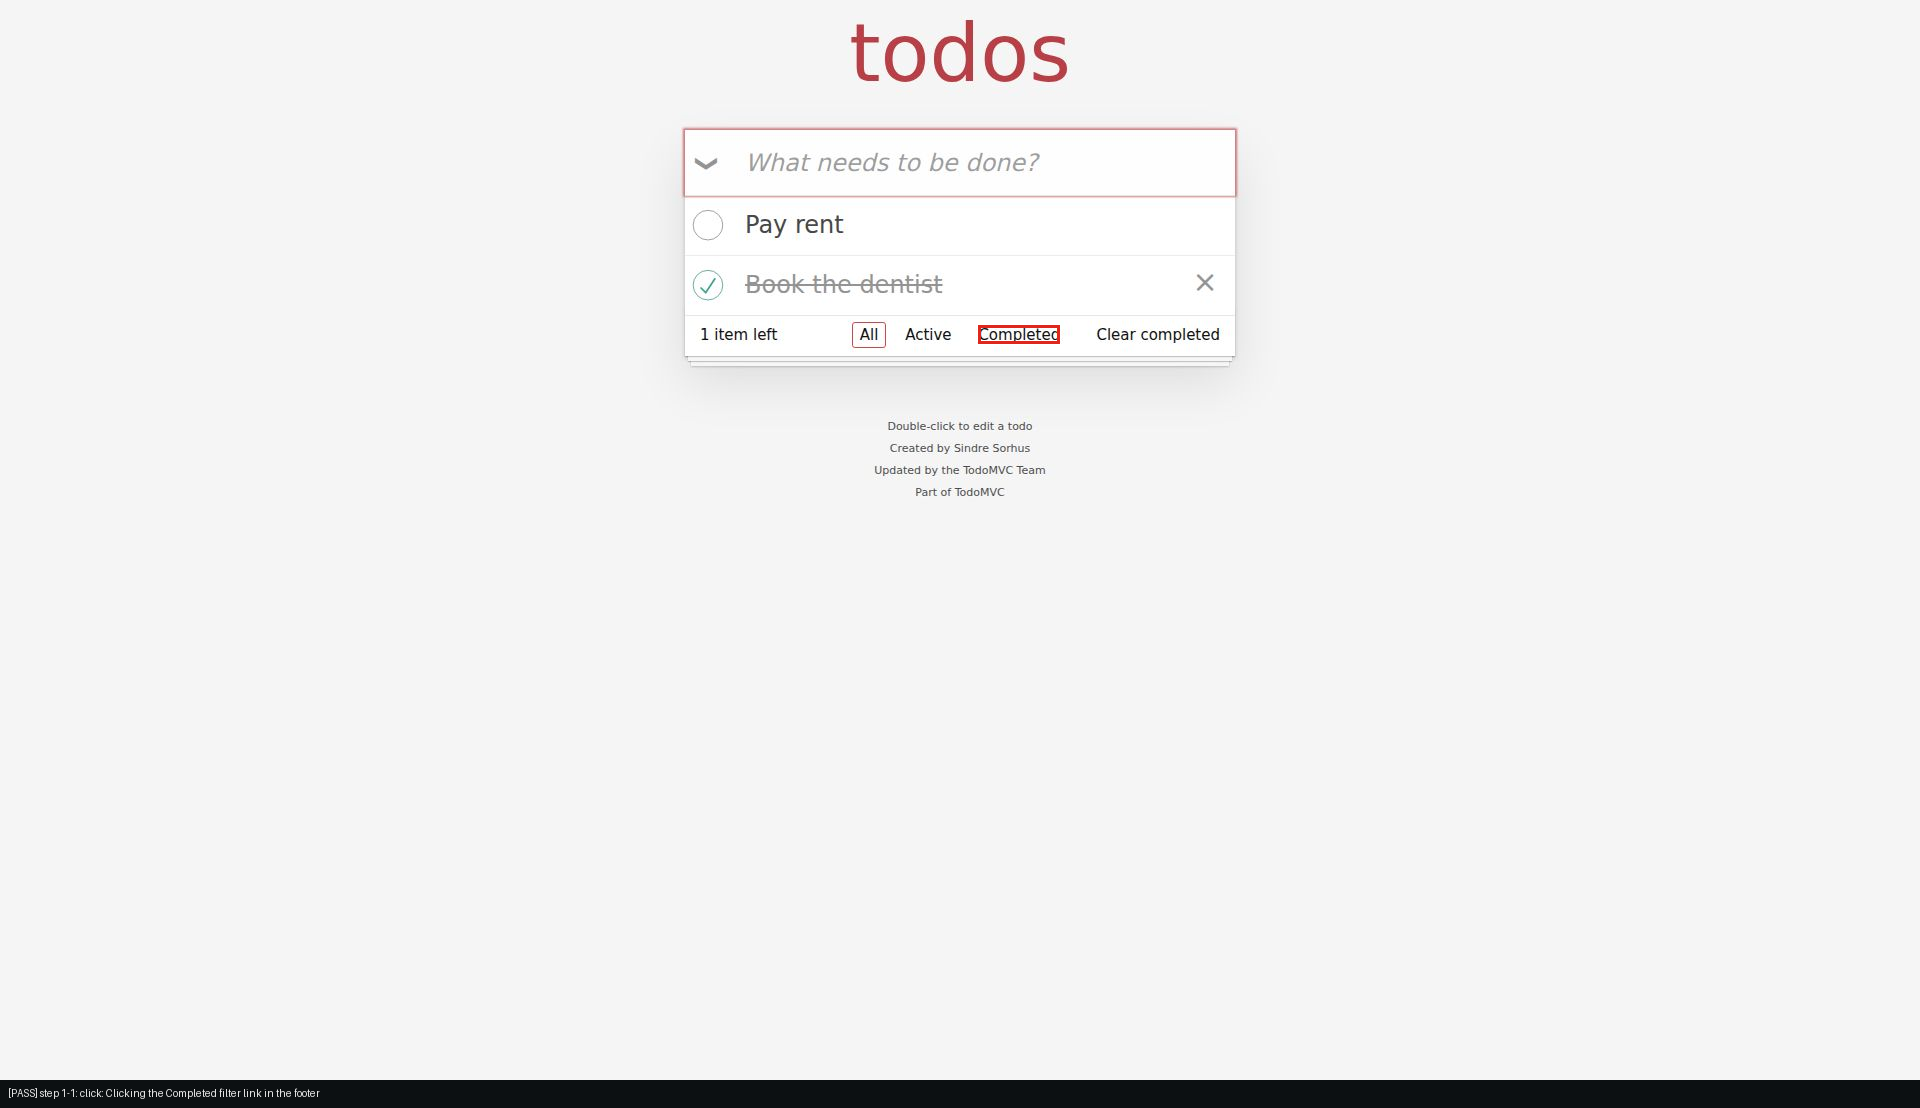 todos
What needs to be done?
Pay rent
Book the dentist
1 item left All Active Completed Clear completed
Double-click to edit a todo
Created by Sindre Sorhus
Updated by the TodoMVC Team
Part of TodoMVC
[PASS] step 1-1: click: Clicking the Completed filter link in the footer